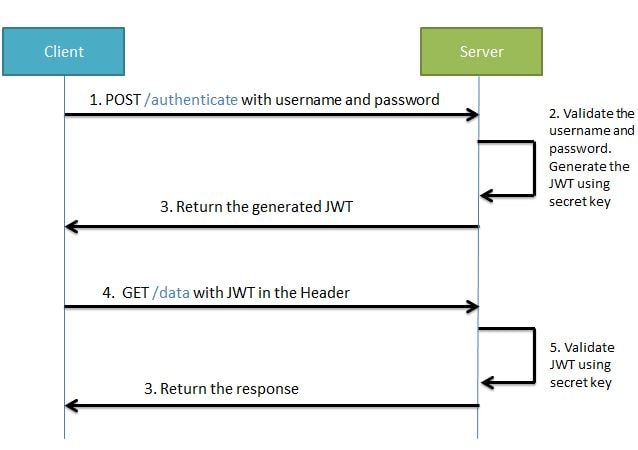 Client
Server
1. POST /authenticate with username and password
2. Validate the
username and
password.
Generate the
JWT using
secret key
3. Return the generated JWT
4. GET /data with JWT in the Header
5. Validate
JWT using
secret key
3. Return the response